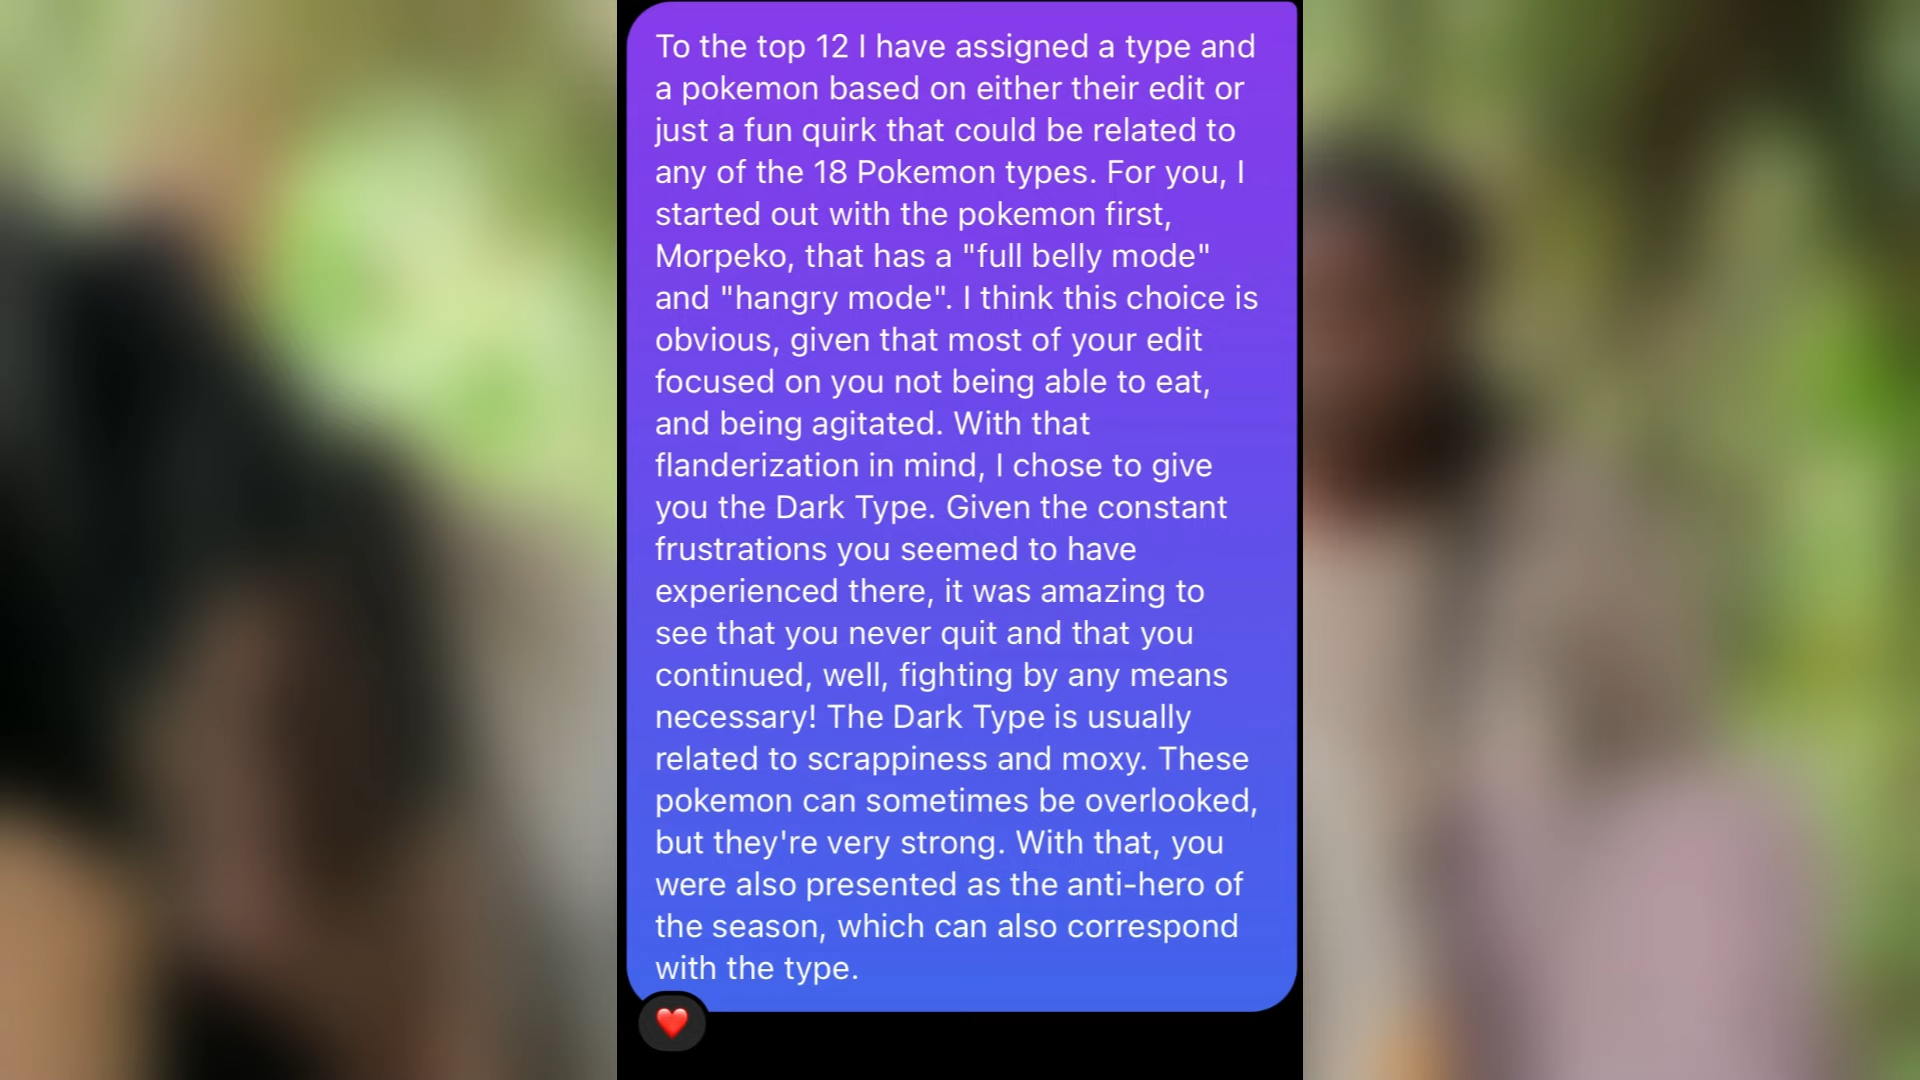 To the top 12 I have assigned a type and
a pokemon based on either their edit or
just a fun quirk that could be related to
any of the 18 Pokemon types. For you, I
started out with the pokemon first,
Morpeko, that has a "full belly mode"
and "hangry mode". I think this choice is
obvious, given that most of your edit
focused on you not being able to eat,
and being agitated. With that
flanderization in mind, I chose to give
you the Dark Type. Given the constant
frustrations you seemed to have
experienced there, it was amazing to
see that you never quit and that you
continued, well, fighting by any means
necessary! The Dark Type is usually
related to scrappiness and moxy. These
pokemon can sometimes be overlooked,
but they're very strong. With that, you
were also presented as the anti-hero of
the season, which can also correspond
with the type.